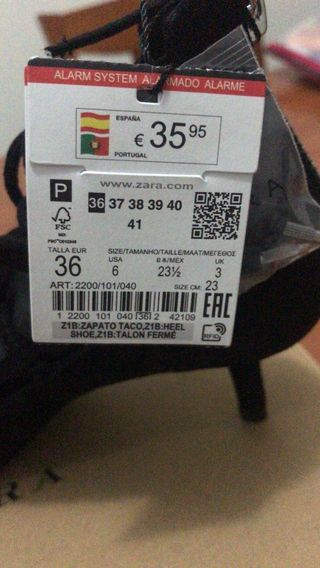 ALARM SYSTEM ALARMADO ALARME
ESPAÑA
€ 35 95
PORTUGAL
www.zara.com
P
36 37 38 39 40
41
FSC
MIX
TALLA EUR SIZE/TAMANHO/TAILLE/MAAT/ΜΕΓΕΘΟΣ
USA MEX UK
36 6 23½ 3
ART: 2200/101/040 SIZE CM: 23
1 2200 101 040 36 2 42109
EAC
RFID
Z1B:ZAPATO TACO,Z1B:HEEL
SHOE,Z1B:TALON FERMÉ